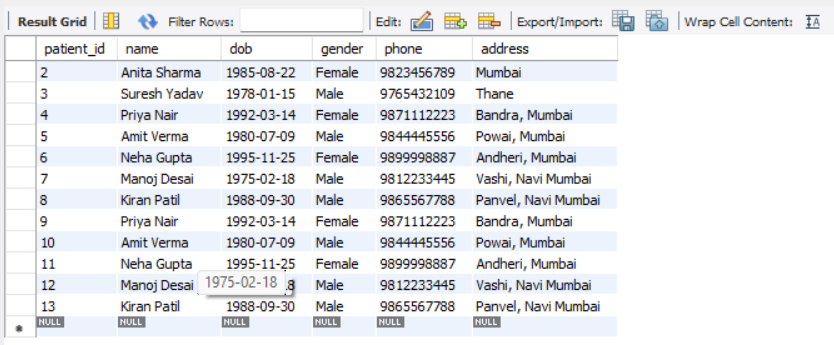 Result Grid Filter Rows: Edit: Export/Import: Wrap Cell Content: IA
patient_id name dob gender phone address
2 Anita Sharma 1985-08-22 Female 9823456789 Mumbai
3 Suresh Yadav 1978-01-15 Male 9765432109 Thane
4 Priya Nair 1992-03-14 Female 9871112223 Bandra, Mumbai
5 Amit Verma 1980-07-09 Male 9844445556 Powai, Mumbai
6 Neha Gupta 1995-11-25 Female 9899998887 Andheri, Mumbai
7 Manoj Desai 1975-02-18 Male 9812233445 Vashi, Navi Mumbai
8 Kiran Patil 1988-09-30 Male 9865567788 Panvel, Navi Mumbai
9 Priya Nair 1992-03-14 Female 9871112223 Bandra, Mumbai
10 Amit Verma 1980-07-09 Male 9844445556 Powai, Mumbai
11 Neha Gupta 1995-11-25 Female 9899998887 Andheri, Mumbai
12 Manoj Desai 1975-02-18 8 Male 9812233445 Vashi, Navi Mumbai
13 Kiran Patil 1988-09-30 Male 9865567788 Panvel, Navi Mumbai
NULL NULL NULL NULL NULL NULL